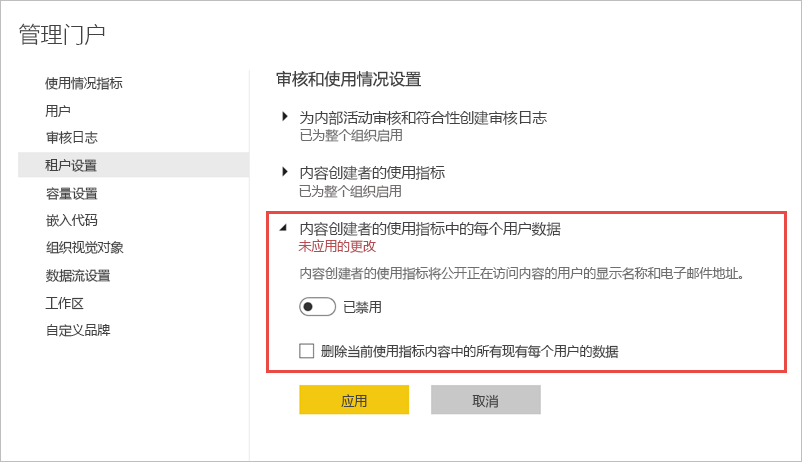 管理门户
使用情况指标
用户
审核日志
租户设置
容量设置
嵌入代码
组织视觉对象
数据流设置
工作区
自定义品牌
审核和使用情况设置
为内部活动审核和符合性创建审核日志
已为整个组织启用
内容创建者的使用指标
已为整个组织启用
内容创建者的使用指标中的每个用户数据
未应用的更改
内容创建者的使用指标将公开正在访问内容的用户的显示名称和电子邮件地址。
已禁用
删除当前使用指标内容中的所有现有每个用户的数据
应用
取消